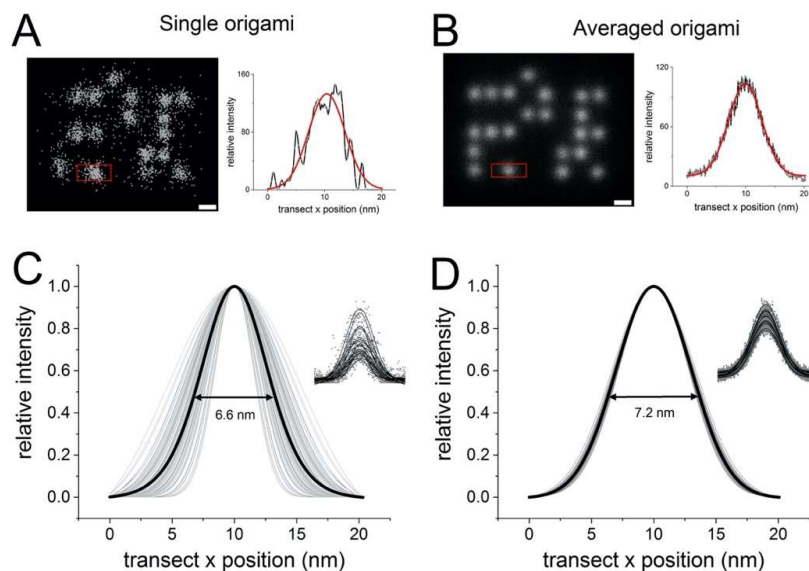 A
Single origami
relative intensity
160
80
0
0
10
20
transect x position (nm)
B
Averaged origami
relative intensity
120
60
0
0
10
20
transect x position (nm)
C
relative intensity
1.0
0.8
0.6
0.4
0.2
0.0
6.6 nm
0
5
10
15
20
transect x position (nm)
D
relative intensity
1.0
0.8
0.6
0.4
0.2
0.0
7.2 nm
0
5
10
15
20
transect x position (nm)